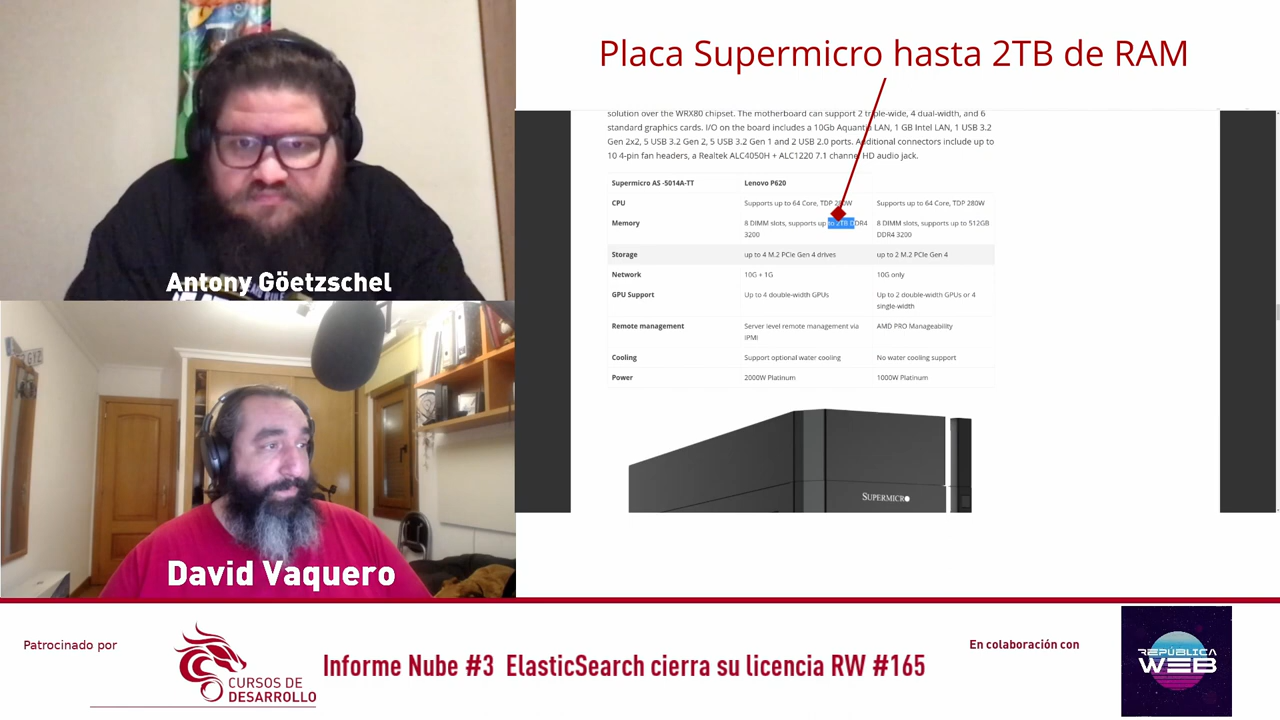 Placa Supermicro hasta 2TB de RAM
solution over the WRX80 chipset. The motherboard can support 2 triple-wide, 4 dual-width, and 6
standard graphics cards. I/O on the board includes a 10Gb Aquantia LAN, 1 GB Intel LAN, 1 USB 3.2
Gen 2x2, 5 USB 3.2 Gen 2, 5 USB 3.2 Gen 1 and 2 USB 2.0 ports. Additional connectors include up to
10 4-pin fan headers, a Realtek ALC4050H + ALC1220 7.1 channel HD audio jack.
Supermicro AS -5014A-TT Lenovo P620
CPU Supports up to 64 Core, TDP 280W Supports up to 64 Core, TDP 280W
Memory 8 DIMM slots, supports up to 2TB DDR4 8 DIMM slots, supports up to 512GB
3200 DDR4 3200
Storage up to 4 M.2 PCIe Gen 4 drives up to 2 M.2 PCIe Gen 4
Network 10G + 1G 10G only
GPU Support Up to 4 double-width GPUs Up to 2 double-width GPUs or 4
single-width
Remote management Server level remote management via AMD PRO Manageability
IPMI
Cooling Support optional water cooling No water cooling support
Power 2000W Platinum 1000W Platinum
SUPERMICRO
Antony Göetzschel
David Vaquero
Patrocinado por
CURSOS DE
DESARROLLO
Informe Nube #3 ElasticSearch cierra su licencia RW #165
En colaboración con
REPÚBLICA
WEB